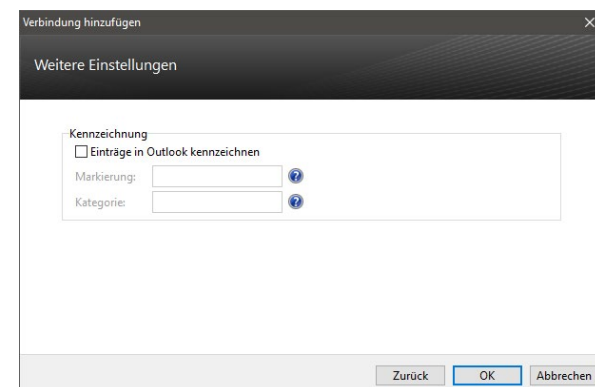 Verbindung hinzufügen
Weitere Einstellungen
Kennzeichnung
Einträge in Outlook kennzeichnen
Markierung:
Kategorie:
Zurück OK Abbrechen